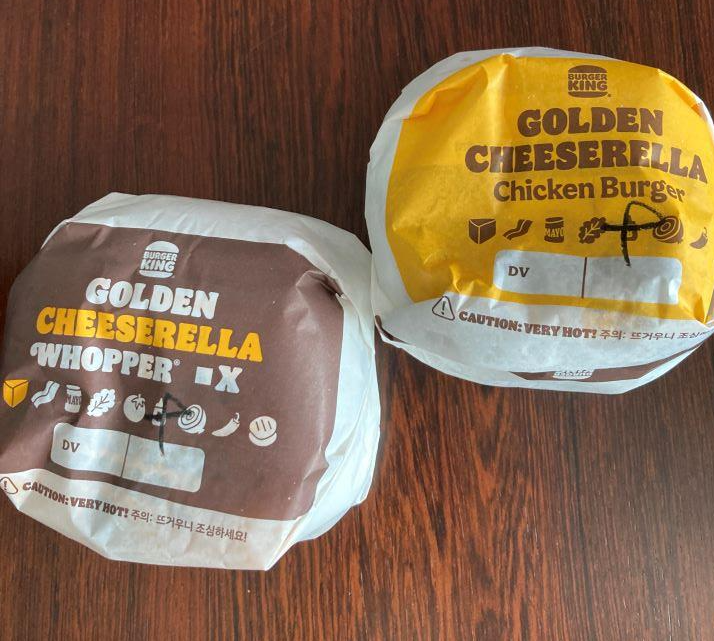 BURGER
KING
GOLDEN
CHEESERELLA
WHOPPER®
X
MAYO
DV
CAUTION: VERY HOT! 주의: 뜨거우니 조심하세요!
BURGER
KING
GOLDEN
CHEESERELLA
Chicken Burger
MAYO
DV
CAUTION: VERY HOT! 주의: 뜨거우니